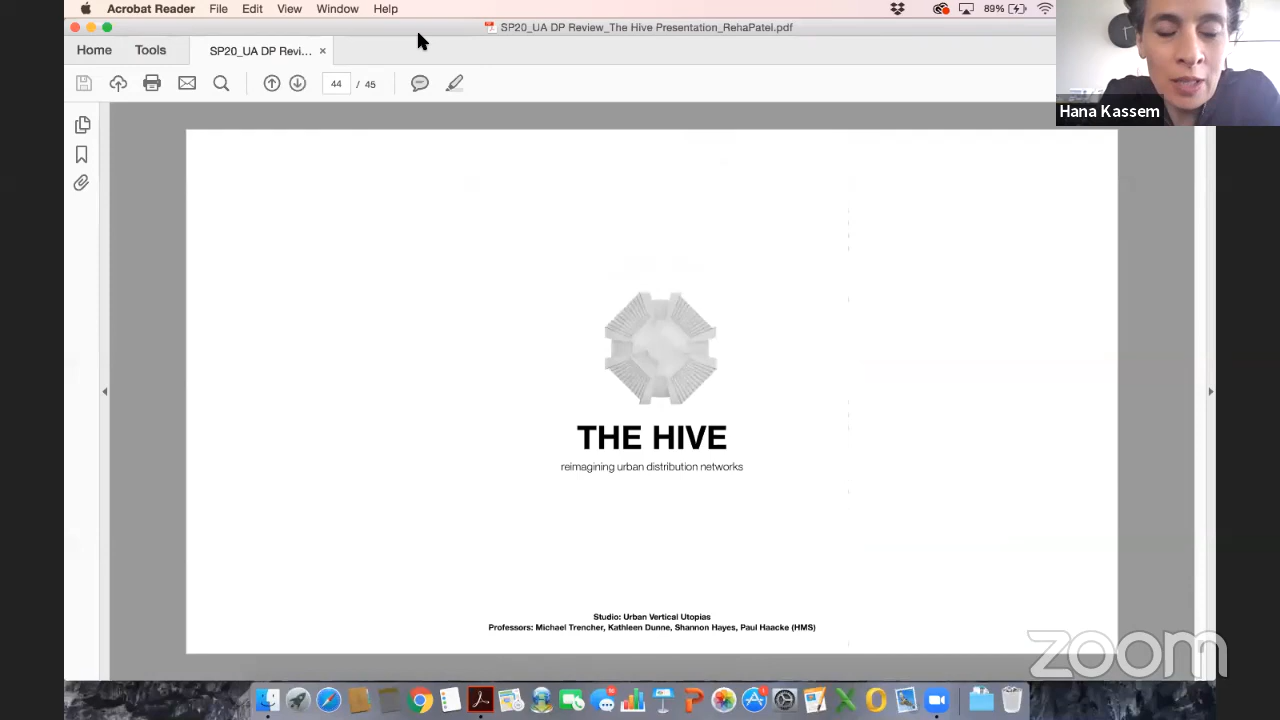 Acrobat Reader File Edit View Window Help
89%
SP20_UA DP Review_The Hive Presentation_RehaPatel.pdf
Home Tools SP20_UA DP Revi... ×
44 / 45
Hana Kassem
THE HIVE
reimagining urban distribution networks
Studio: Urban Vertical Utopias
Professors: Michael Trencher, Kathleen Dunne, Shannon Hayes, Paul Haacke (HMS)
zoom